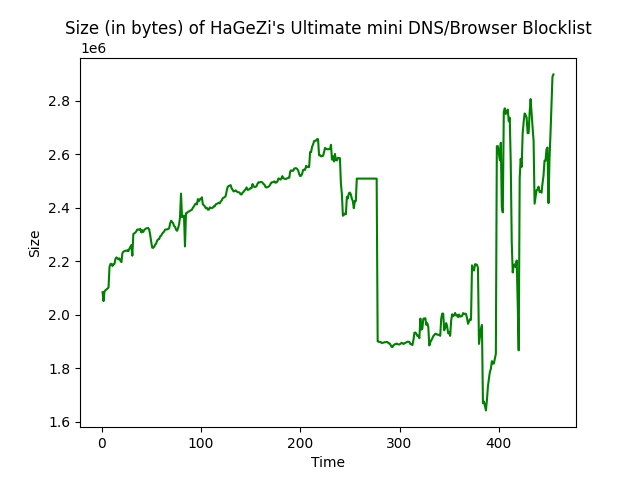 Size (in bytes) of HaGeZi's Ultimate mini DNS/Browser Blocklist
1e6
2.8
2.6
2.4
2.2
2.0
1.8
1.6
Size
0 100 200 300 400
Time